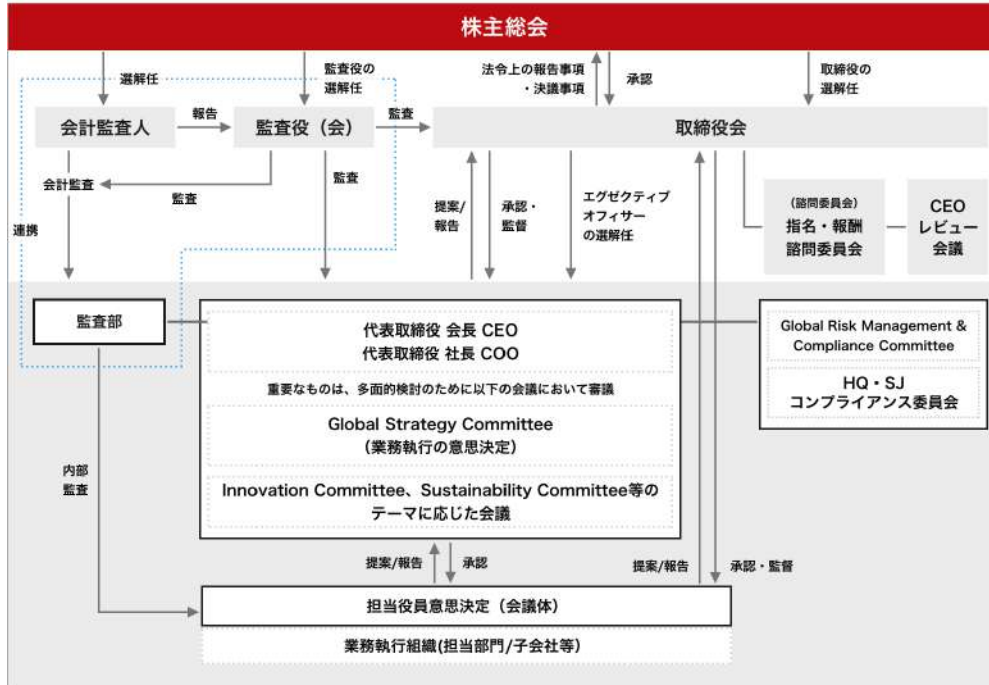 株主総会
選解任
監査役の
選解任
法令上の報告事項
・決議事項
承認
取締役の
選解任
会計監査人
報告
監査役（会）
監査
取締役会
会計監査
監査
監査
連携
提案/
報告
承認・
監督
エグゼクティブ
オフィサー
の選解任
（諮問委員会）
指名・報酬
諮問委員会
CEO
レビュー
会議
監査部
代表取締役 会長 CEO
代表取締役 社長 COO
重要なものは、多面的検討のために以下の会議において審議
Global Strategy Committee
（業務執行の意思決定）
Innovation Committee、Sustainability Committee等の
テーマに応じた会議
Global Risk Management &
Compliance Committee
HQ・SJ
コンプライアンス委員会
内部
監査
提案/報告
承認
提案/報告
承認・監督
担当役員意思決定（会議体）
業務執行組織(担当部門/子会社等）